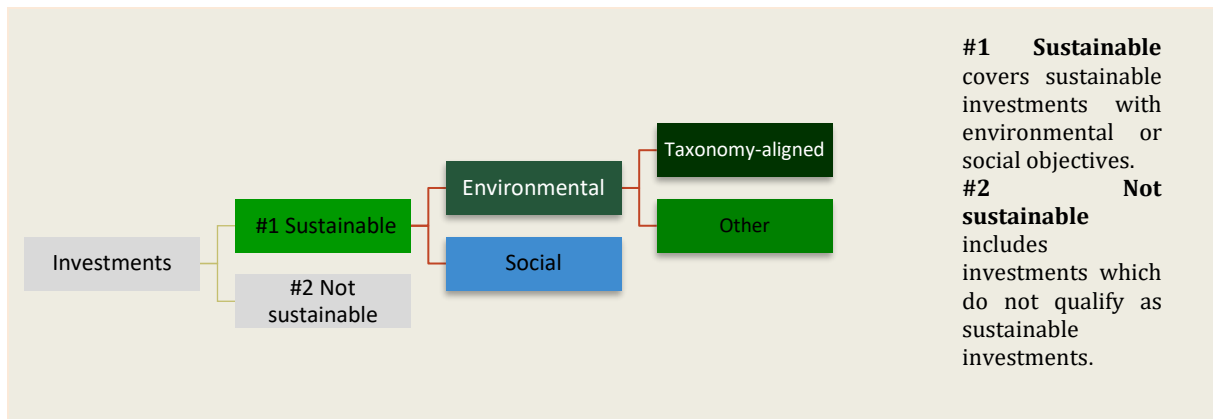 Investments
#1 Sustainable
#2 Not
sustainable
Environmental
Social
Taxonomy-aligned
Other
#1 Sustainable
covers sustainable
investments with
environmental or
social objectives.
#2 Not
sustainable
includes
investments which
do not qualify as
sustainable
investments.